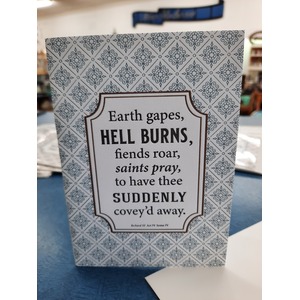 Earth gapes,
HELL BURNS,
fiends roar,
saints pray,
to have thee
SUDDENLY
covey'd away.